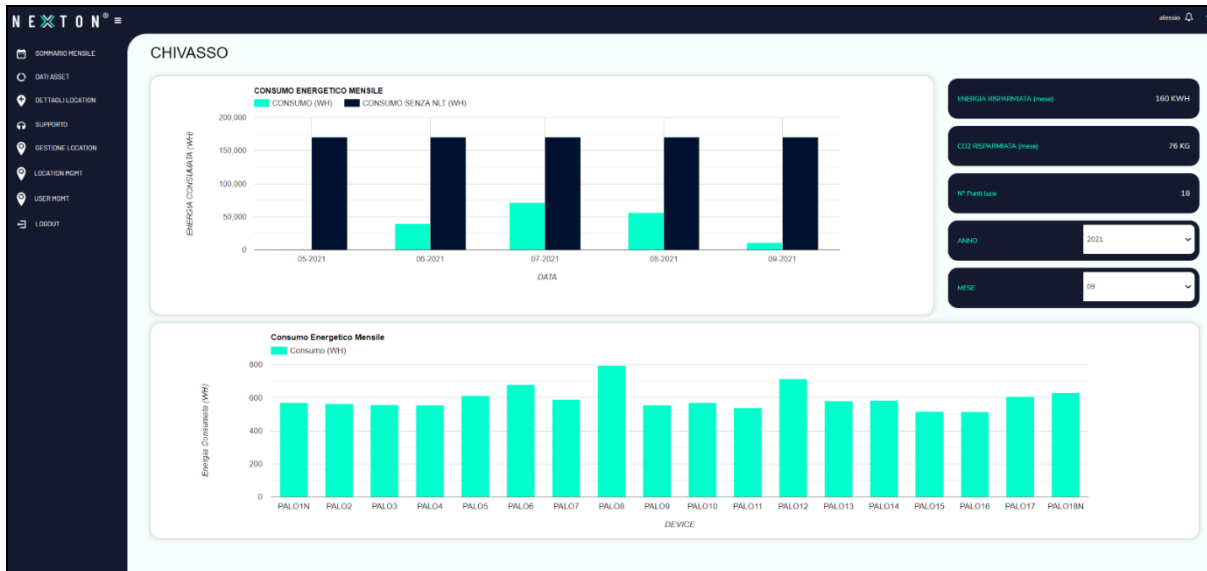 NEXTON®
alessio
SOMMARIO MENSILE
DATI ASSET
DETTAGLI LOCATION
SUPPORTO
GESTIONE LOCATION
LOCATION MGMT
USER MGMT
LOGOUT
CHIVASSO
CONSUMO ENERGETICO MENSILE
CONSUMO (WH) CONSUMO SENZA NLT (WH)
ENERGIA CONSUMATA (WH)
200,000
150,000
100,000
50,000
0
05-2021 06-2021 07-2021 08-2021 09-2021
DATA
ENERGIA RISPARMIATA (mese) 160 KWH
CO2 RISPARMIATA (mese) 76 KG
N° Punti luce 18
ANNO 2021
MESE 09
Consumo Energetico Mensile
Consumo (WH)
Energia Consumata (WH)
800
600
400
200
0
PALO1N PALO2 PALO3 PALO4 PALO5 PALO6 PALO7 PALO8 PALO9 PALO10 PALO11 PALO12 PALO13 PALO14 PALO15 PALO16 PALO17 PALO18N
DEVICE